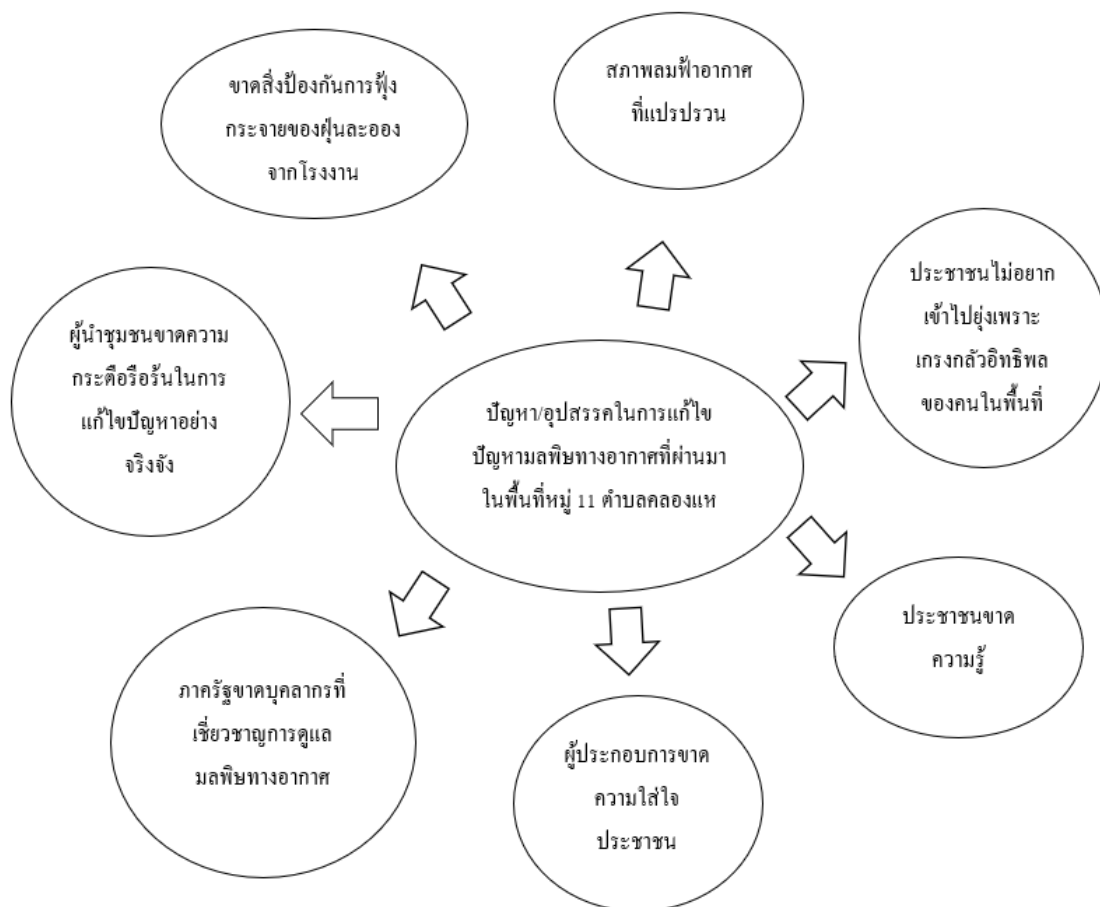 ขาดสิ่งป้องกันการฟุ้ง
กระจายของฝุ่นละออง
จากโรงงาน
สภาพลมฟ้าอากาศ
ที่แปรปรวน
ประชาชนไม่อยาก
เข้าไปยุ่งเพราะ
เกรงกลัวอิทธิพล
ของคนในพื้นที่
ผู้นำชุมชนขาดความ
กระตือรือร้นในการ
แก้ไขปัญหาอย่าง
จริงจัง
ปัญหา/อุปสรรคในการแก้ไข
ปัญหามลพิษทางอากาศที่ผ่านมา
ในพื้นที่หมู่ 11 ตำบลคลองแห
ประชาชนขาด
ความรู้
ภาครัฐขาดบุคลากรที่
เชี่ยวชาญการดูแล
มลพิษทางอากาศ
ผู้ประกอบการขาด
ความใส่ใจ
ประชาชน